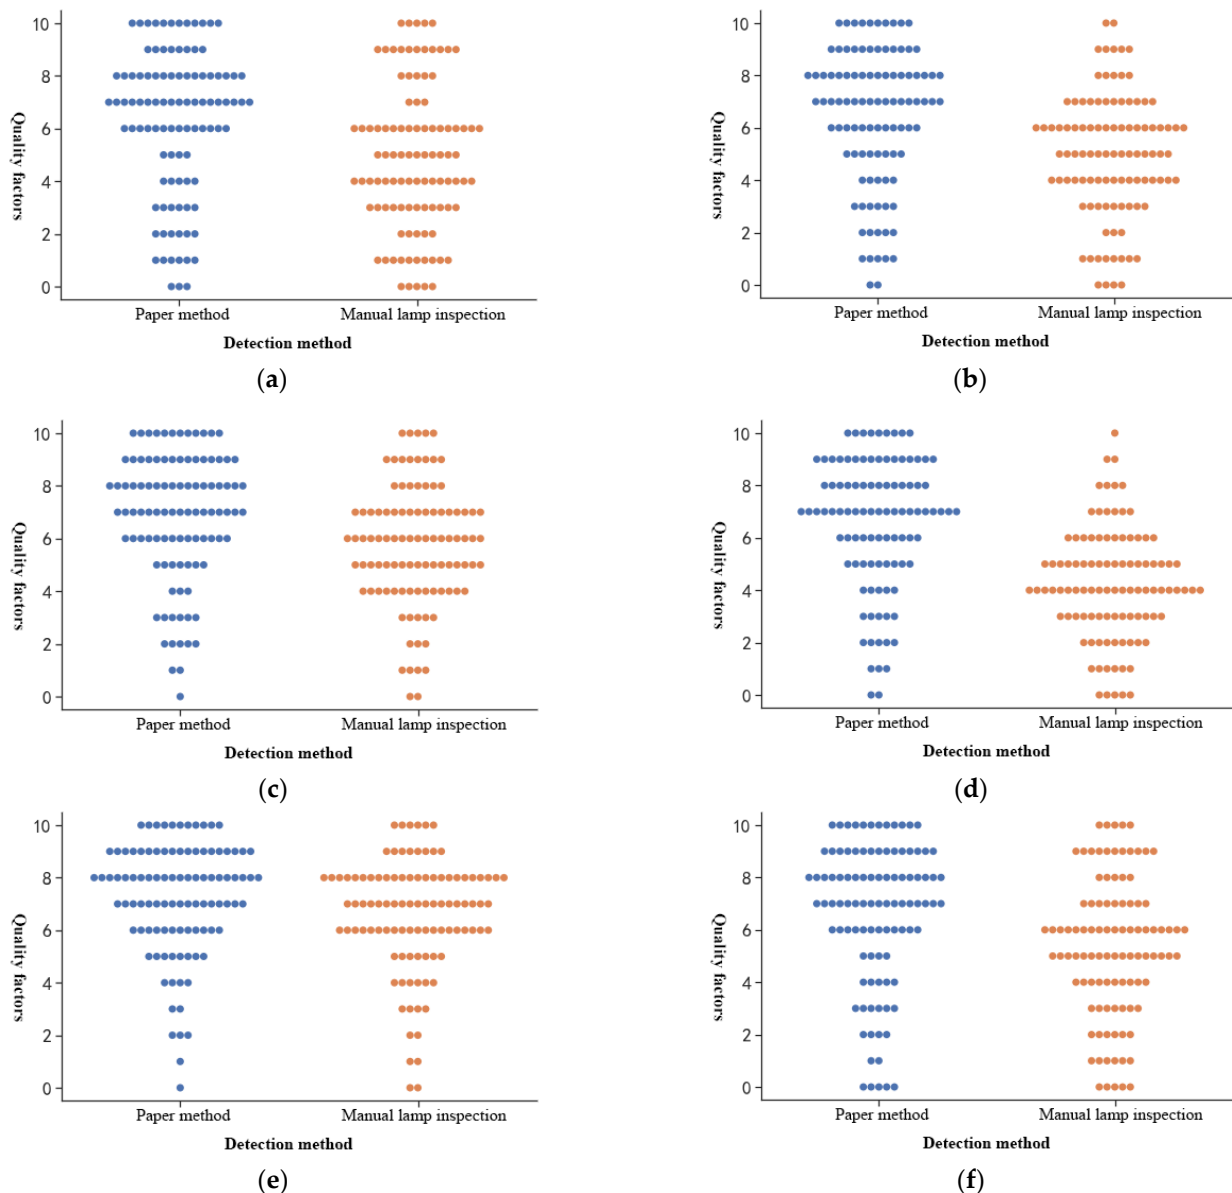 10
8
6
4
2
0
Quality factors
Paper method
Manual lamp inspection
Detection method
(a)
10
8
6
4
2
0
Quality factors
Paper method
Manual lamp inspection
Detection method
(b)
10
8
6
4
2
0
Quality factors
Paper method
Manual lamp inspection
Detection method
(c)
10
8
6
4
2
0
Quality factors
Paper method
Manual lamp inspection
Detection method
(d)
10
8
6
4
2
0
Quality factors
Paper method
Manual lamp inspection
Detection method
(e)
10
8
6
4
2
0
Quality factors
Paper method
Manual lamp inspection
Detection method
(f)